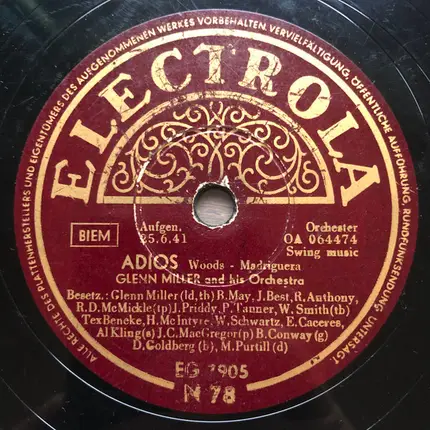 ALLE RECHTE DES PLATTENHERSTELLERS UND EIGENTÜMERS DES AUFGENOMMENEN WERKES VORBEHALTEN. VERVIELFÄLTIGUNG, ÖFFENTLICHE AUFFÜHRUNG, RUNDFUNKSENDUNG UNTERSAGT.
ELECTROLA
BIEM
Aufgen.
25.6.41
Orchester
OA 064474
Swing music
ADIOS Woods - Madriguera
GLENN MILLER and his Orchestra
Besetz.: Glenn Miller (ld, tb) B. May, J. Best, R. Anthony,
R.D. McMickle (tp) J. Priddy, P. Tanner, W. Smith (tb)
Tex Beneke, H. McIntyre, W. Schwartz, E. Caceres,
Al Kling (s) J.C. MacGregor (p) B. Conway (g)
D. Goldberg (b), M. Purtill (d)
EG 7905
N 78